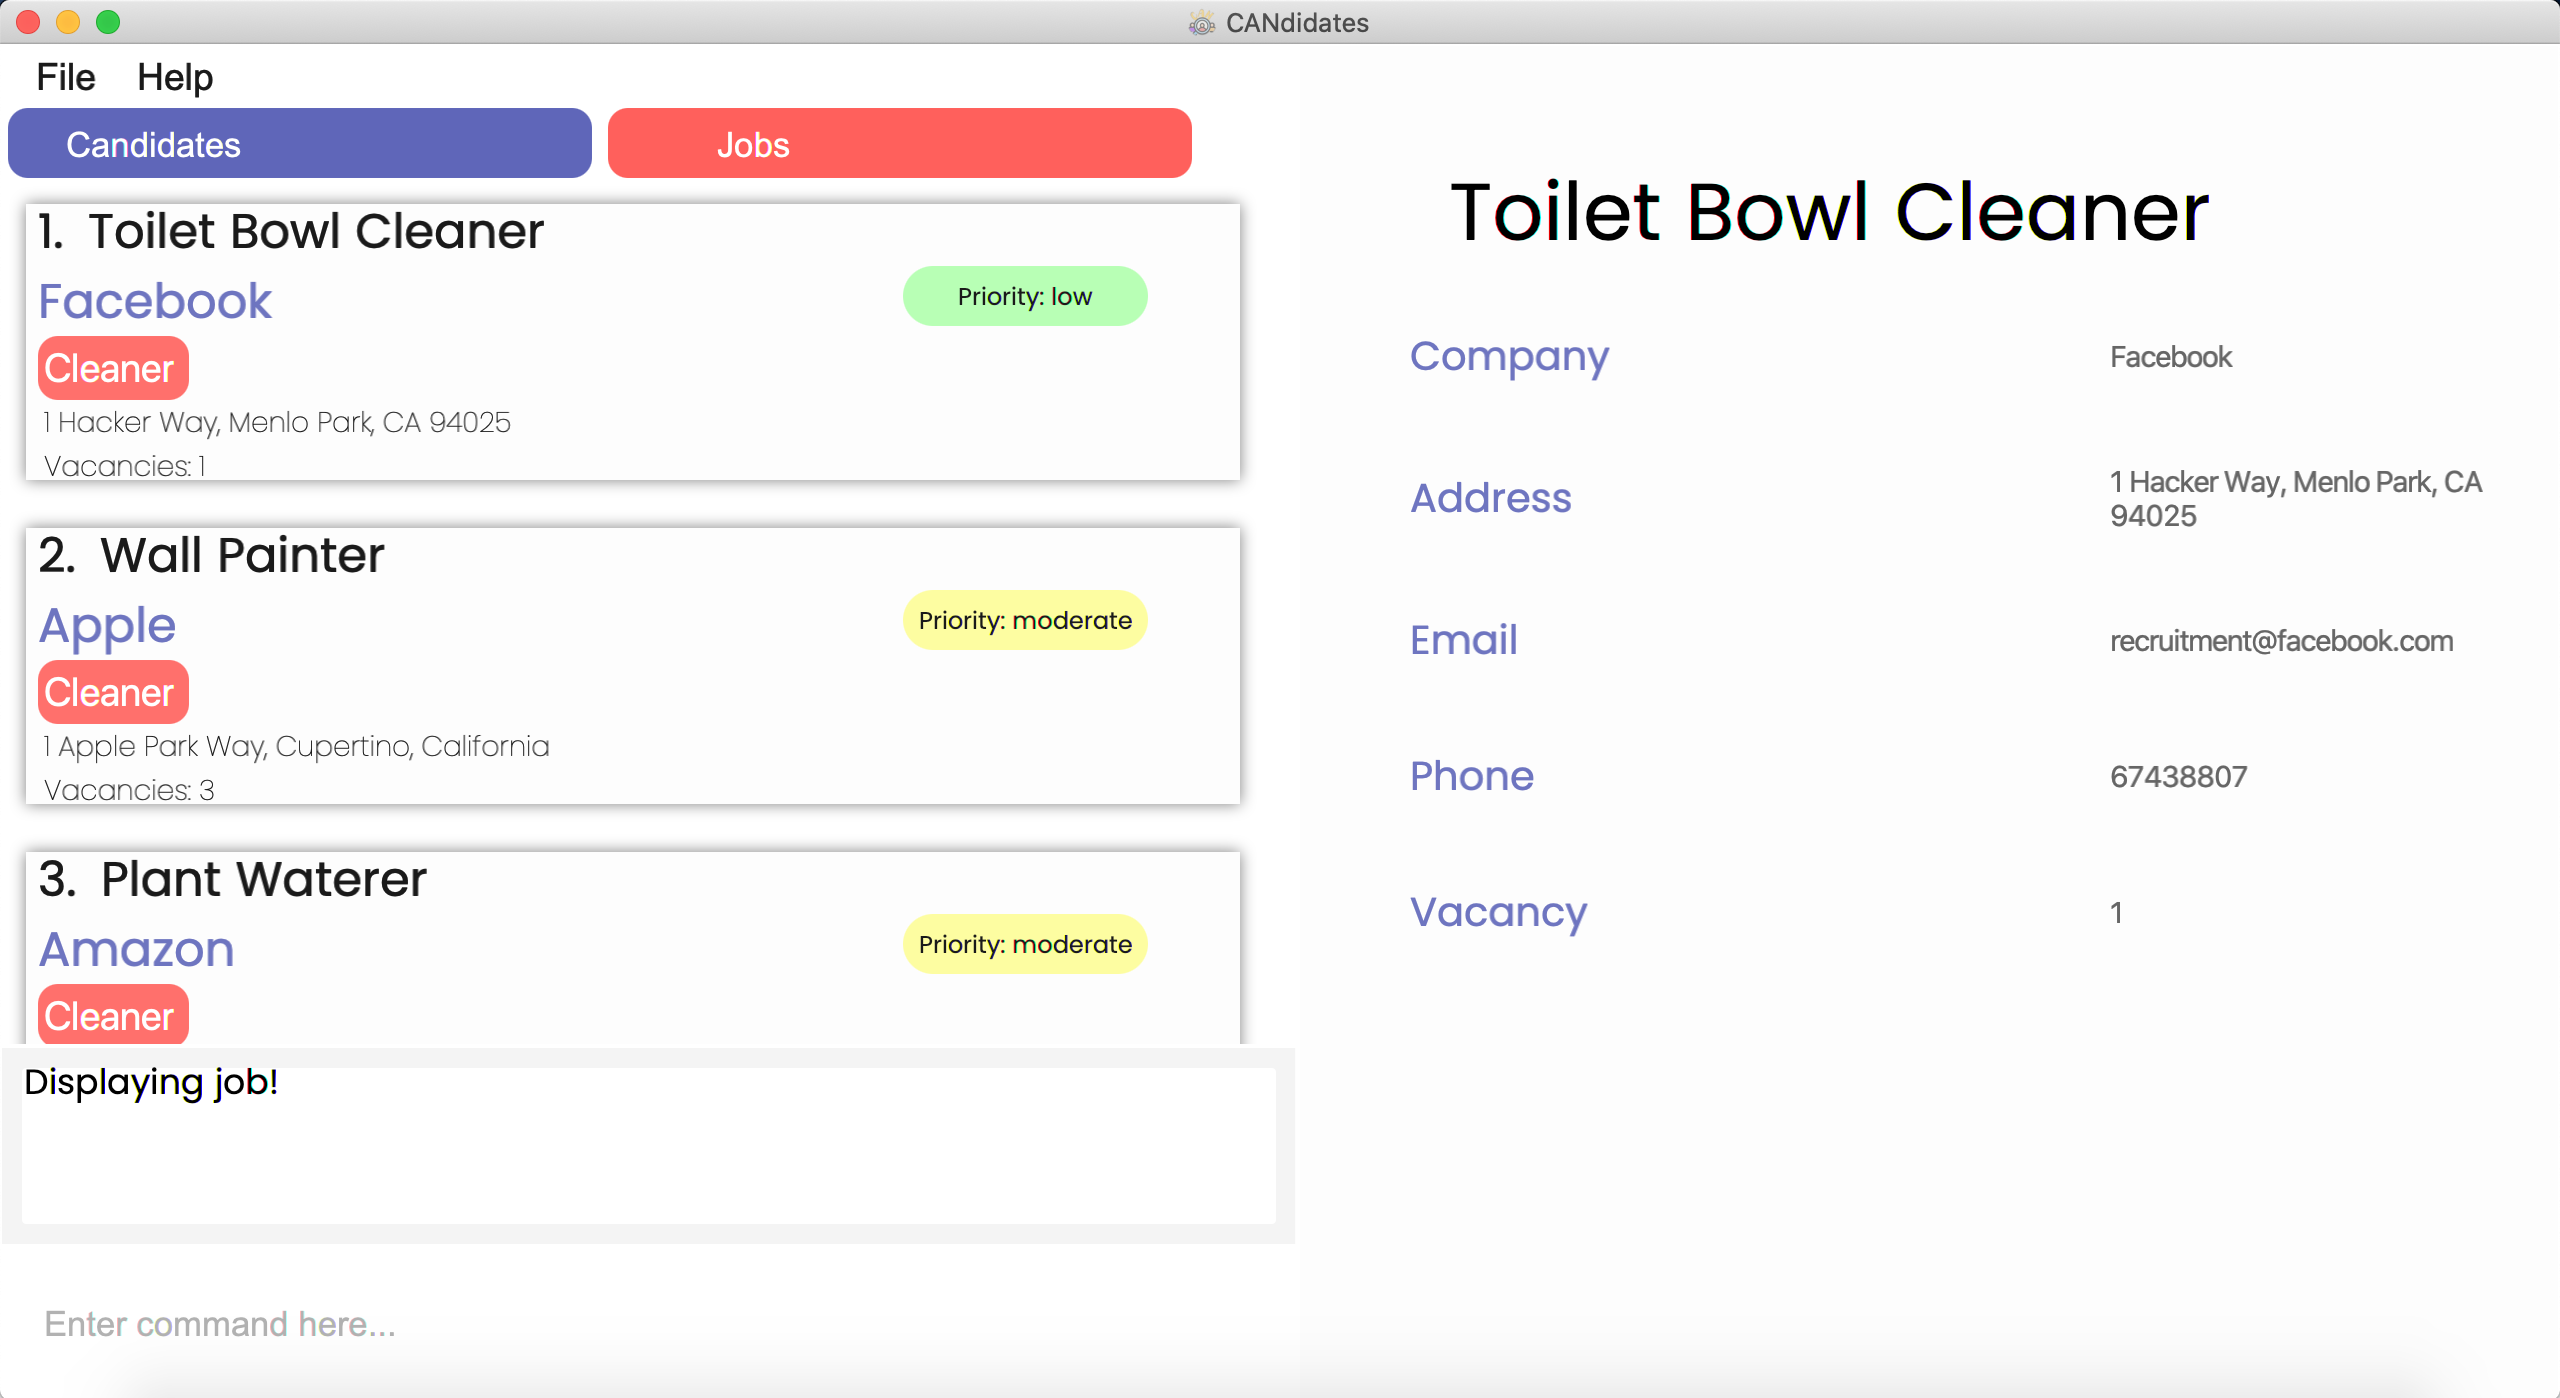 CANdidates
File Help
Candidates Jobs
1. Toilet Bowl Cleaner
Facebook
Priority: low
Cleaner
1 Hacker Way, Menlo Park, CA 94025
Vacancies: 1
2. Wall Painter
Apple
Priority: moderate
Cleaner
1 Apple Park Way, Cupertino, California
Vacancies: 3
3. Plant Waterer
Amazon
Priority: moderate
Cleaner
Displaying job!
Enter command here...
Toilet Bowl Cleaner
Company Facebook
Address 1 Hacker Way, Menlo Park, CA
94025
Email recruitment@facebook.com
Phone 67438807
Vacancy 1